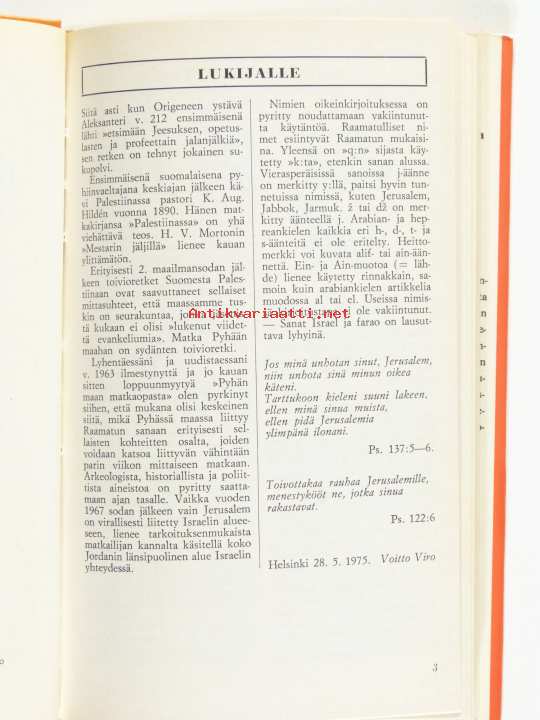 LUKIJALLE
Siitä asti kun Origeneen ystävä
Aleksanteri v. 212 ensimmäisenä
lähti »etsimään Jeesuksen, opetus-
lasten ja profeettain jalanjälkiä»,
sen retken on tehnyt jokainen su-
kupolvi.
Ensimmäisenä suomalaisena py-
hiinvaeltajana keskiajan jälkeen kä-
vi Palestiinassa pastori K. Aug.
Hildén vuonna 1890. Hänen mat-
kakirjansa »Palestiinassa» on yhä
viehättävä teos. H. V. Mortonin
»Mestarin jäljillä» lienee kauan
ylittämätön.
Erityisesti 2. maailmansodan jäl-
keen toivioretket Suomesta Pales-
tiinaan ovat saavuttaneet sellaiset
mittasuhteet, että maassamme tus-
kin on seurakuntaa,
tä kukaan ei olisi »lukenut viidet-
tä evankeliumia». Matka Pyhään
maahan on sydänten toivioretki.
Lyhentäessäni ja uudistaessani
v. 1963 ilmestynyttä ja jo kauan
sitten loppuunmyytyä »Pyhän
maan matkaopasta» olen pyrkinyt
siihen, että mukana olisi keskeinen
siitä, mikä Pyhässä maassa liittyy
Raamatun sanaan erityisesti sel-
laisten kohteitten osalta, joiden
voidaan katsoa liittyvän vähintään
parin viikon mittaiseen matkaan.
Arkeologista, historiallista ja poliit-
tista aineistoa on pyritty saatta-
maan ajan tasalle. Vaikka vuoden
1967 sodan jälkeen vain Jerusalem
on virallisesti liitetty Israelin aluee-
seen, lienee tarkoituksenmukaista
matkailijan kannalta käsitellä koko
Jordanin länsipuolinen alue Israelin
yhteydessä.
Nimien oikeinkirjoituksessa on
pyritty noudattamaan vakiintunut-
ta käytäntöä. Raamatulliset ni-
met esiintyvät Raamatun mukaisi-
na. Yleensä on »q:n» sijasta käy-
tetty »k:ta», etenkin sanan alussa.
Vierasperäisissä sanoissa j-äänne
on merkitty y:llä, paitsi hyvin tun-
netuissa nimissä, kuten Jerusalem,
Jabbok, Jarmuk. ž tai dž on mer-
kitty äänteellä j. Arabian- ja hep-
reankielen kaikkia eri h-, d-, t- ja
s-äänteitä ei ole eritelty. Heitto-
merkki voi kuvata alif- tai ain-ään-
nettä. Ein- ja Ain-muotoa (= läh-
de) lienee käytetty rinnakkain, sa-
moin kuin arabiankielen artikkelia
muodossa al tai el. Useissa nimis-
ole vakiintunut.
— Sanat Israel ja farao on lausut-
tava lyhyinä.
Antikvariaatti.net
Jos minä unhotan sinut, Jerusalem,
niin unhota sinä minun oikea
käteni.
Tarttukoon kieleni suuni lakeen,
ellen minä sinua muista,
ellen pidä Jerusalemia
ylimpänä ilonani.
Ps. 137:5—6.
Toivottakaa rauhaa Jerusalemille,
menestykööt ne, jotka sinua
rakastavat.
Ps. 122:6
Helsinki 28. 5. 1975. Voitto Viro
3